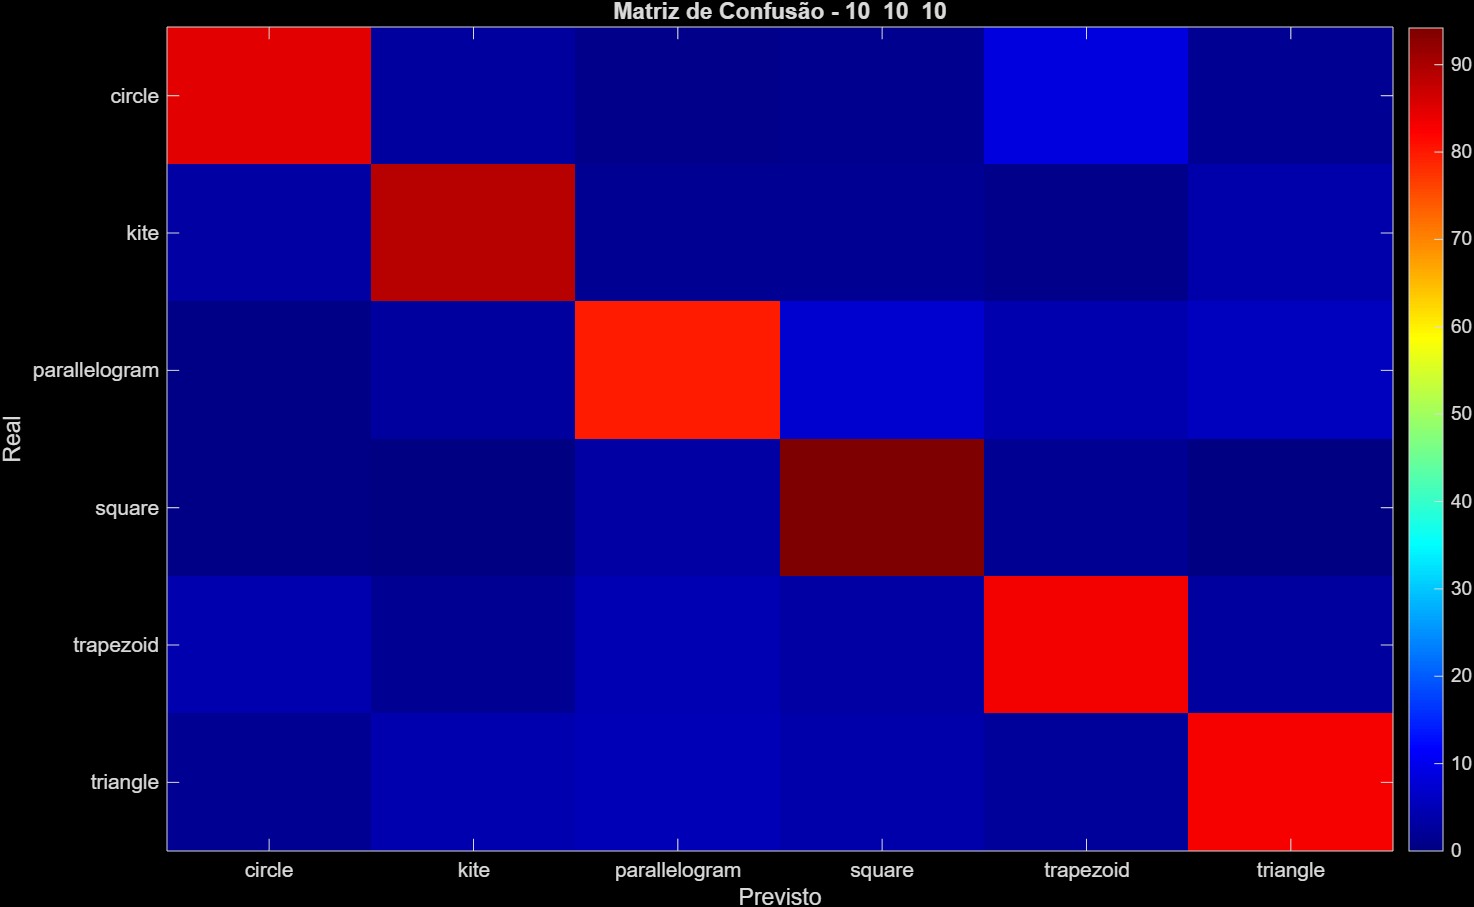 Matriz de Confusão - 10  10  10
circle
kite
parallelogram
square
trapezoid
triangle
Real
circle kite parallelogram square trapezoid triangle
Previsto
90
80
70
60
50
40
30
20
10
0